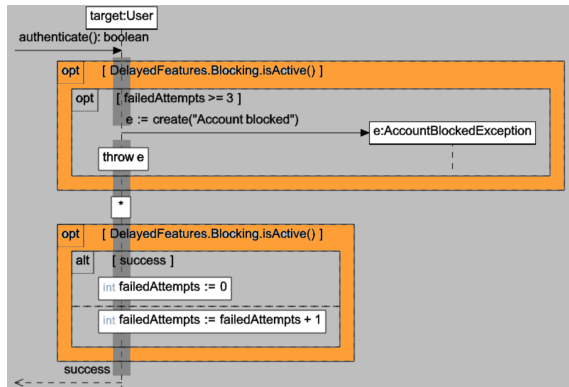 target:User
authenticate(): boolean
opt [ DelayedFeatures.Blocking.isActive() ]
opt [ failedAttempts >= 3 ]
e := create("Account blocked")
e:AccountBlockedException
throw e
*
opt [ DelayedFeatures.Blocking.isActive() ]
alt [ success ]
int failedAttempts := 0
int failedAttempts := failedAttempts + 1
success